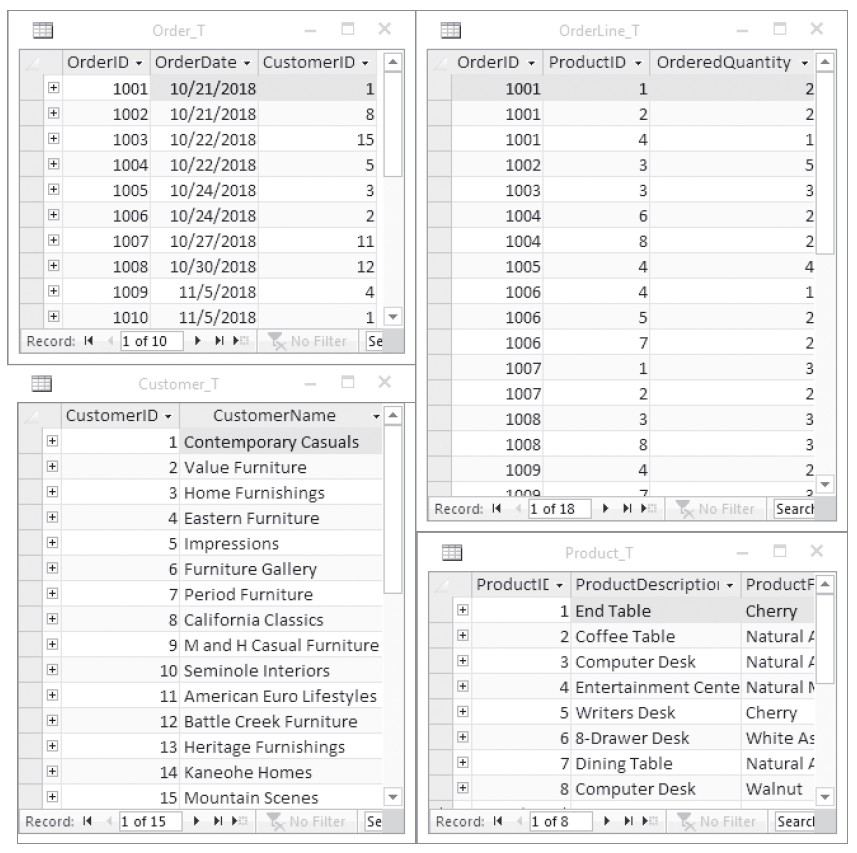 Order_T
OrderID OrderDate CustomerID
1001 10/21/2018 1
1002 10/21/2018 8
1003 10/22/2018 15
1004 10/22/2018 5
1005 10/24/2018 3
1006 10/24/2018 2
1007 10/27/2018 11
1008 10/30/2018 12
1009 11/5/2018 4
1010 11/5/2018 1
Record: 1 of 10 No Filter Se
OrderLine_T
OrderID ProductID OrderedQuantity
1001 1 2
1001 2 2
1001 4 1
1002 3 5
1003 3 3
1004 6 2
1004 8 2
1005 4 4
1006 4 1
1006 5 2
1006 7 2
1007 1 3
1007 2 2
1008 3 3
1008 8 3
1009 4 2
1009 7
Record: 1 of 18 No Filter Search
Customer_T
CustomerID CustomerName
1 Contemporary Casuals
2 Value Furniture
3 Home Furnishings
4 Eastern Furniture
5 Impressions
6 Furniture Gallery
7 Period Furniture
8 California Classics
9 M and H Casual Furniture
10 Seminole Interiors
11 American Euro Lifestyles
12 Battle Creek Furniture
13 Heritage Furnishings
14 Kaneohe Homes
15 Mountain Scenes
Record: 1 of 15 No Filter Se
Product_T
ProductID ProductDescription ProductF
1 End Table Cherry
2 Coffee Table Natural A
3 Computer Desk Natural A
4 Entertainment Cente Natural M
5 Writers Desk Cherry
6 8-Drawer Desk White As
7 Dining Table Natural A
8 Computer Desk Walnut
Record: 1 of 8 No Filter Search